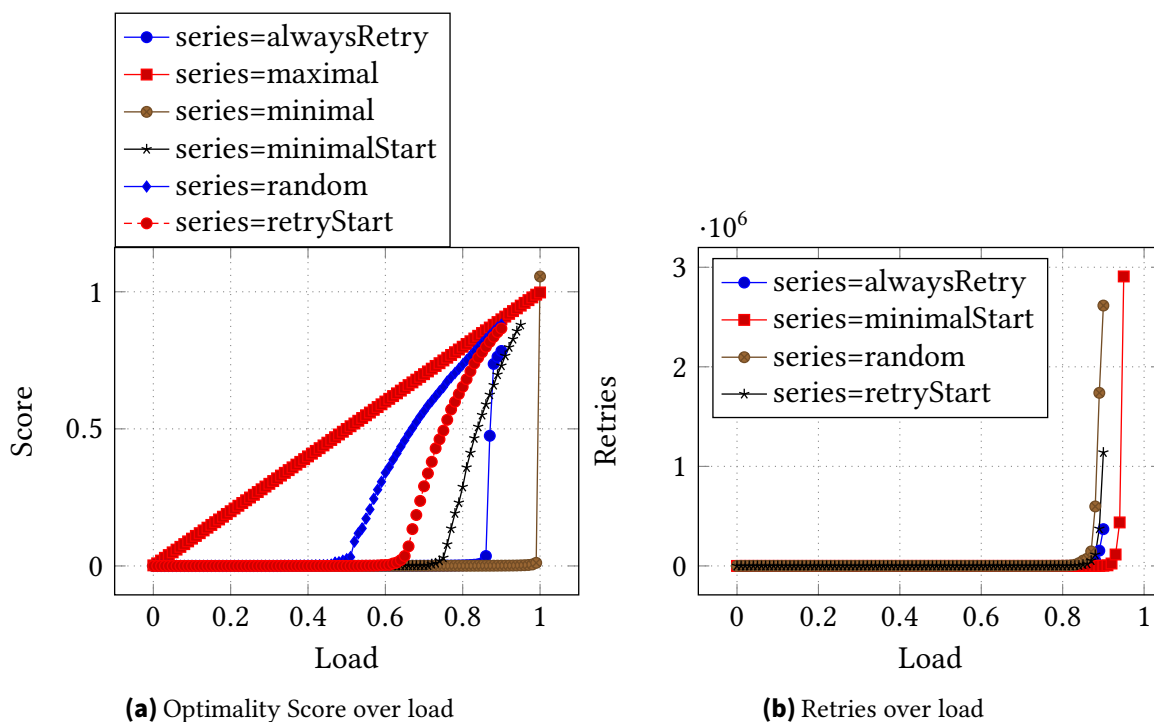 series=alwaysRetry
series=maximal
series=minimal
series=minimalStart
series=random
series=retryStart
1
0.5
0
Score
0 0.2 0.4 0.6 0.8 1
Load
(a) Optimality Score over load
·10⁶
series=alwaysRetry
series=minimalStart
series=random
series=retryStart
3
2
1
0
Retries
0 0.2 0.4 0.6 0.8 1
Load
(b) Retries over load